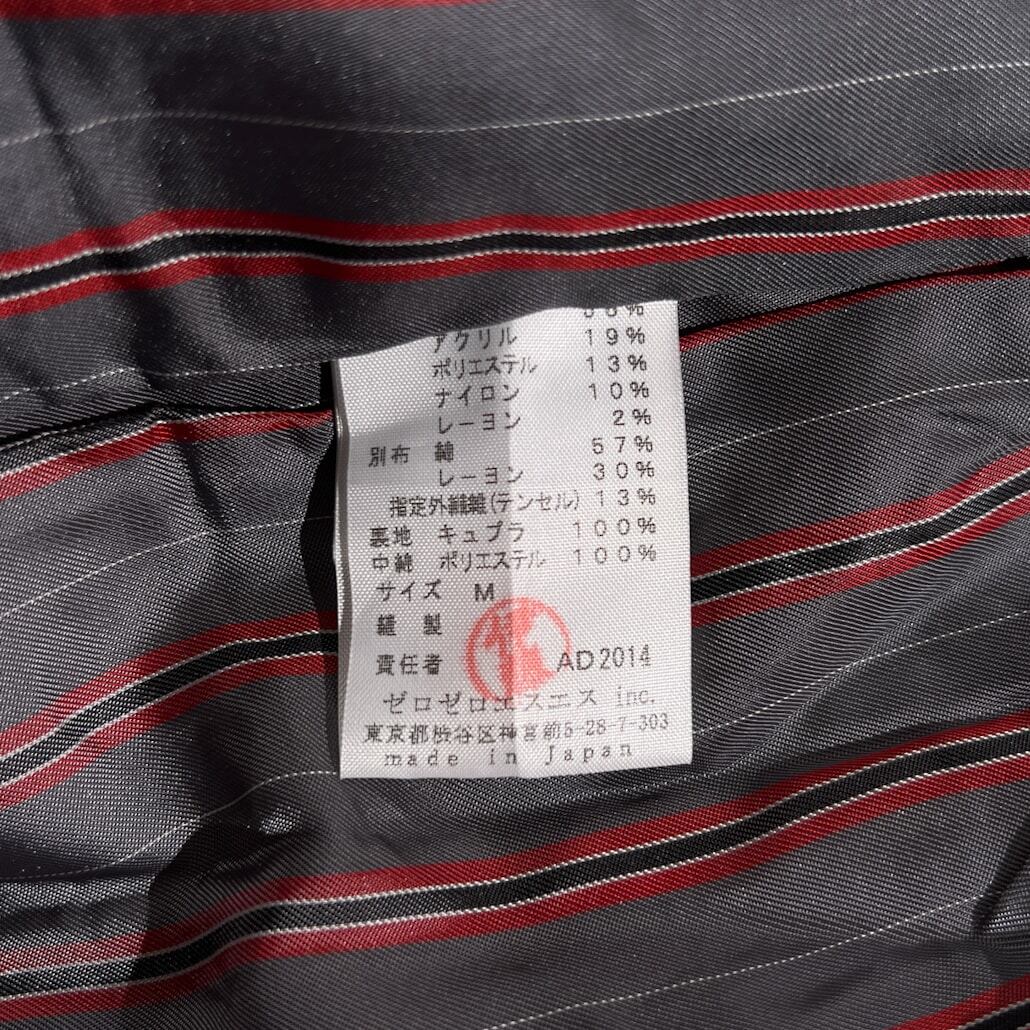 アクリル 19%
ポリエステル 13%
ナイロン 10%
レーヨン 2%
別布 綿 57%
レーヨン 30%
指定外繊維(テンセル) 13%
裏地 キュプラ 100%
中綿 ポリエステル 100%
サイズ M
縫製
責任者 AD2014
ゼロゼロエスエス inc.
東京都渋谷区神宮前5-28-7-303
made in Japan